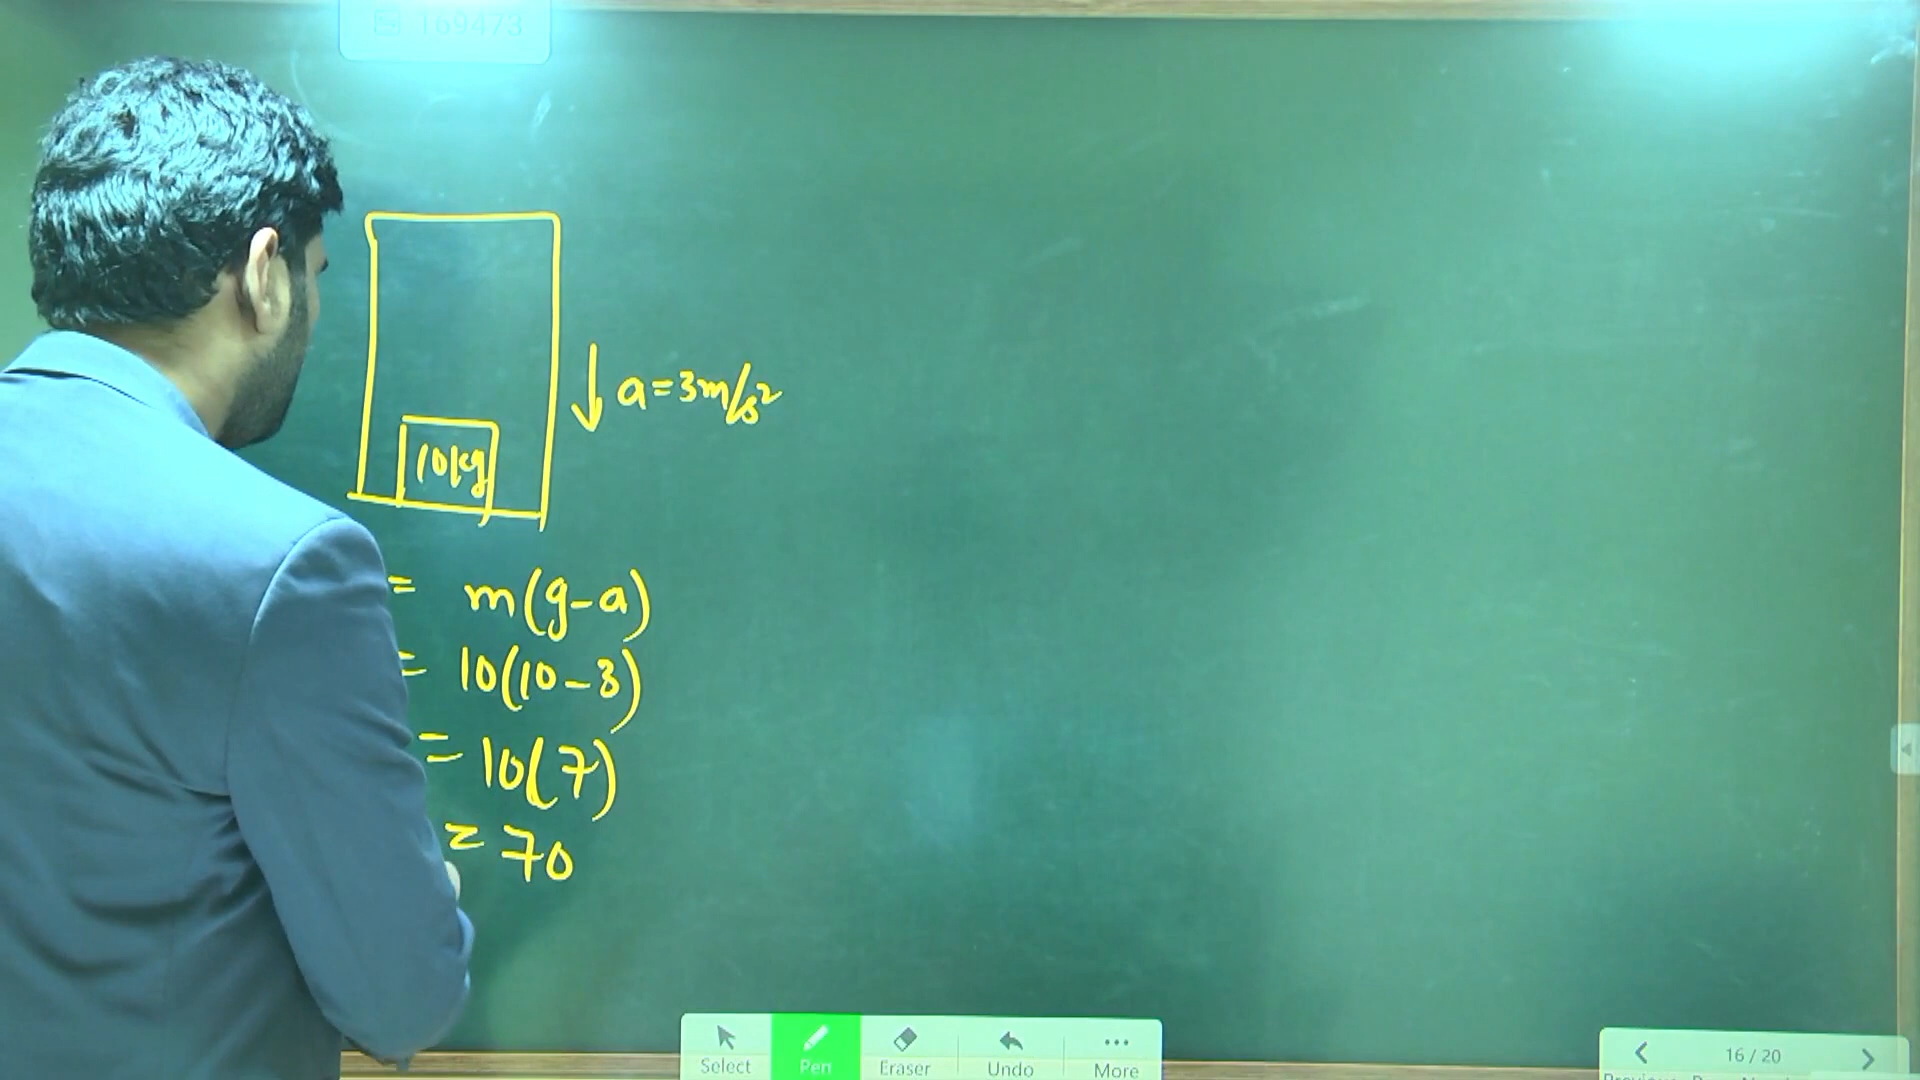 169473
a=3m/s²
10kg
= m(g-a)
= 10(10-3)
= 10(7)
= 70
Select
Pen
Eraser
Undo
More
16 / 20